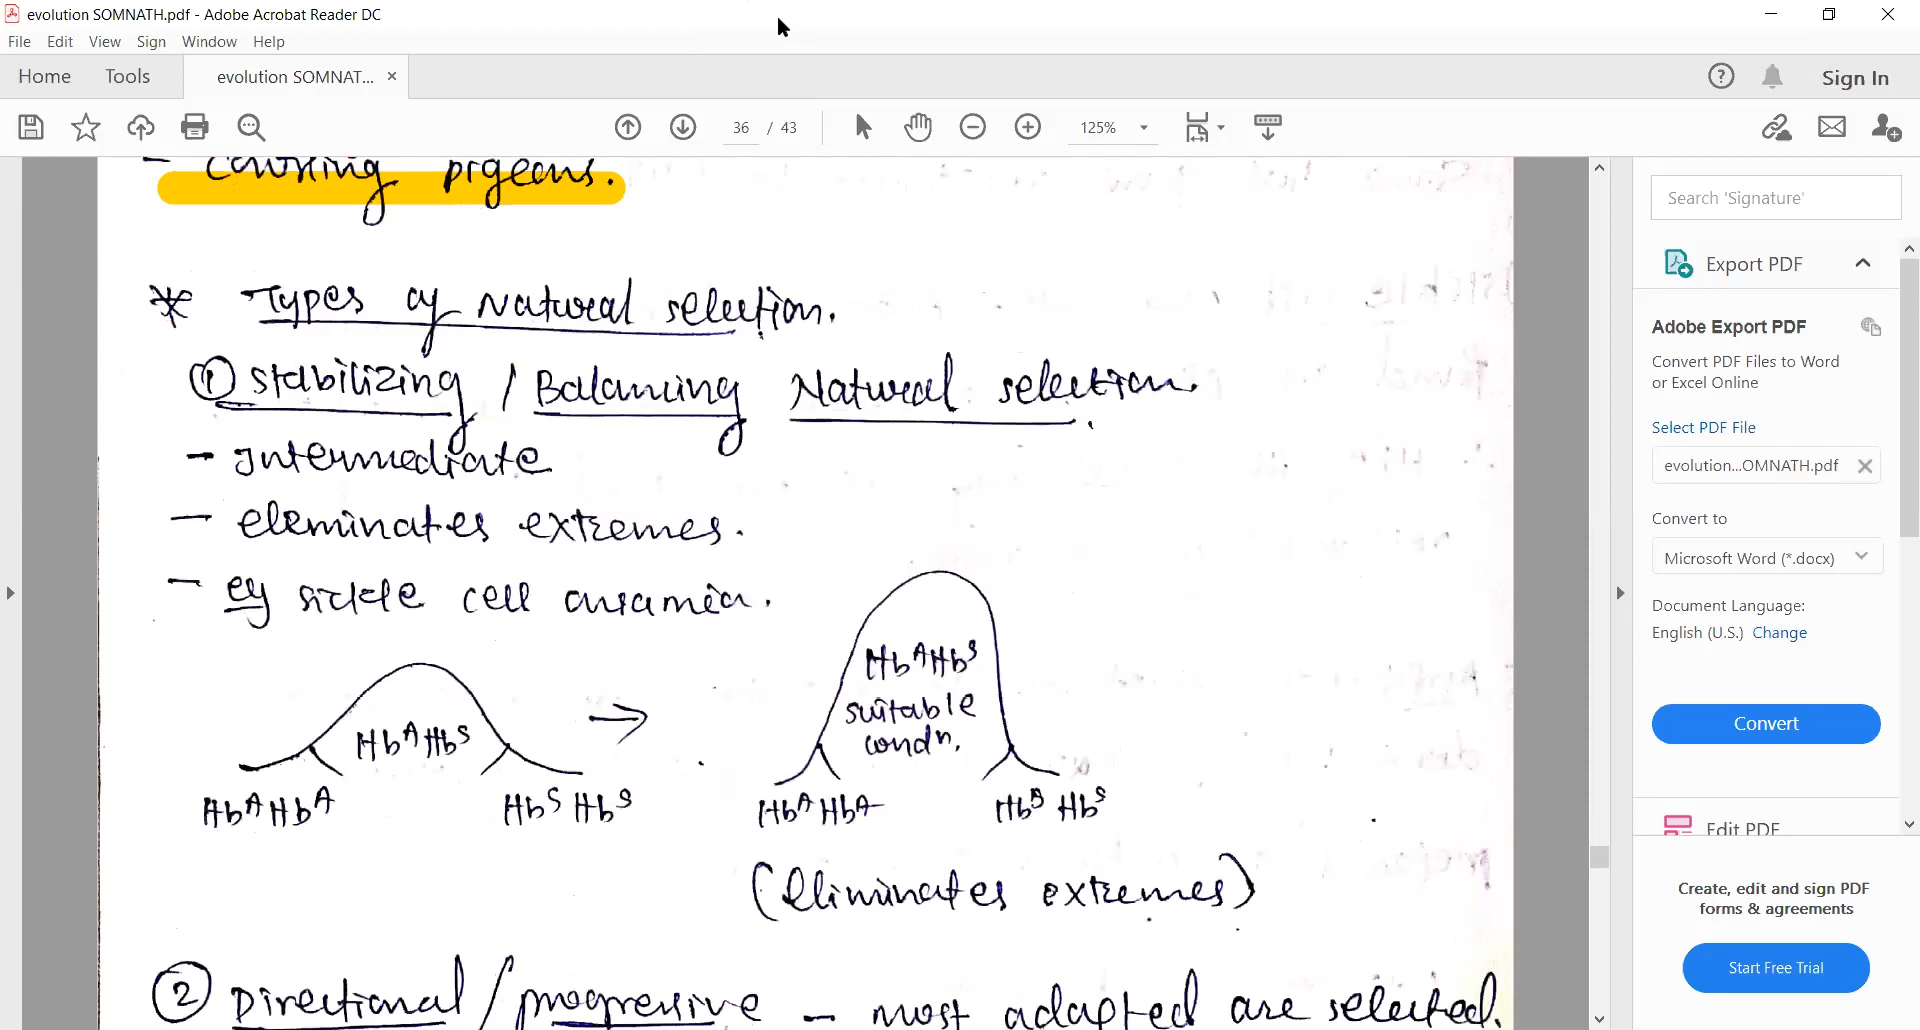 evolution SOMNATH.pdf - Adobe Acrobat Reader DC
File Edit View Sign Window Help
Home Tools evolution SOMNAT... ×
Sign In
36 / 43
125%
pigeons.
* Types of Natural selection.
① stabilizing / Balancing Natural selection.
- Intermediate
- eleminates extremes.
- eg sickle cell anaemia.
HbᴬHbˢ
HbᴬHbᴬ
HbˢHbˢ
HbᴬHbˢ
suitable
condⁿ.
HbᴬHbᴬ
HbˢHbˢ
(Eliminates extremes)
② Directional / progressive - most adapted are selected.
Search 'Signature'
Export PDF
Adobe Export PDF
Convert PDF Files to Word
or Excel Online
Select PDF File
evolution...OMNATH.pdf
Convert to
Microsoft Word (*.docx)
Document Language:
English (U.S.) Change
Convert
Edit PDF
Create, edit and sign PDF
forms & agreements
Start Free Trial